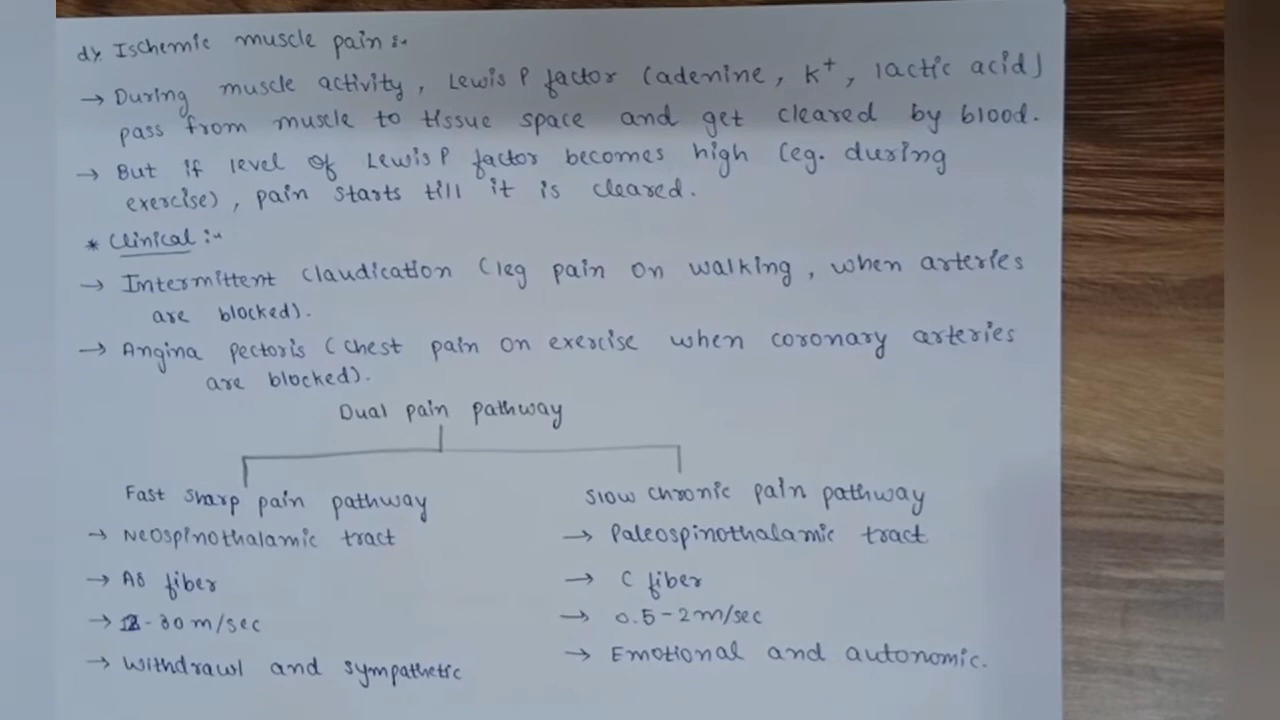 d). Ischemic muscle pain :-
→ During muscle activity, Lewis P factor (adenine, K+, lactic acid)
pass from muscle to tissue space and get cleared by blood.
→ But if level of Lewis P factor becomes high (eg. during
exercise), pain starts till it is cleared.
* Clinical :-
→ Intermittent claudication (leg pain on walking, when arteries
are blocked).
→ Angina pectoris (chest pain on exercise when coronary arteries
are blocked).
Dual pain pathway
Fast sharp pain pathway
→ Neospinothalamic tract
→ Aδ fiber
→ 2-30 m/sec
→ Withdrawl and sympathetic
Slow chronic pain pathway
→ Paleospinothalamic tract
→ C fiber
→ 0.5-2 m/sec
→ Emotional and autonomic.